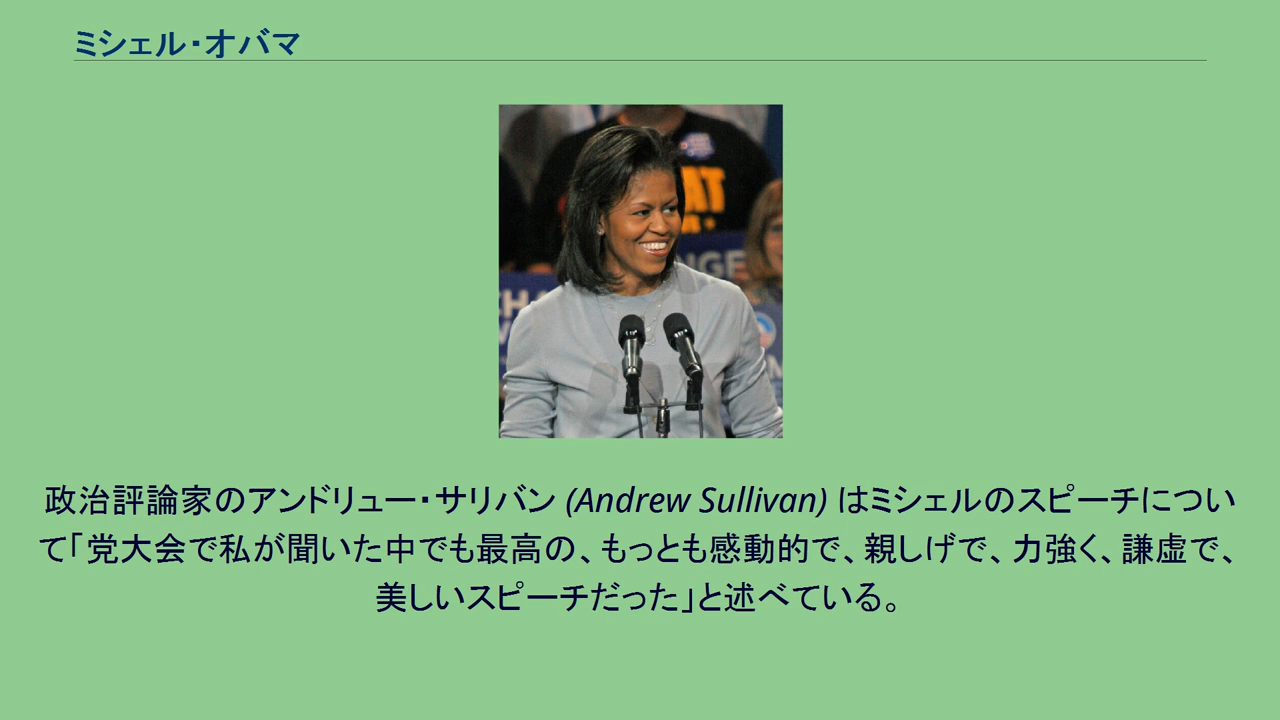 ミシェル・オバマ
AT
NGE
CHA
政治評論家のアンドリュー・サリバン (Andrew Sullivan) はミシェルのスピーチについ
て「党大会で私が聞いた中でも最高の、もっとも感動的で、親しげで、力強く、謙虚で、
美しいスピーチだった」と述べている。